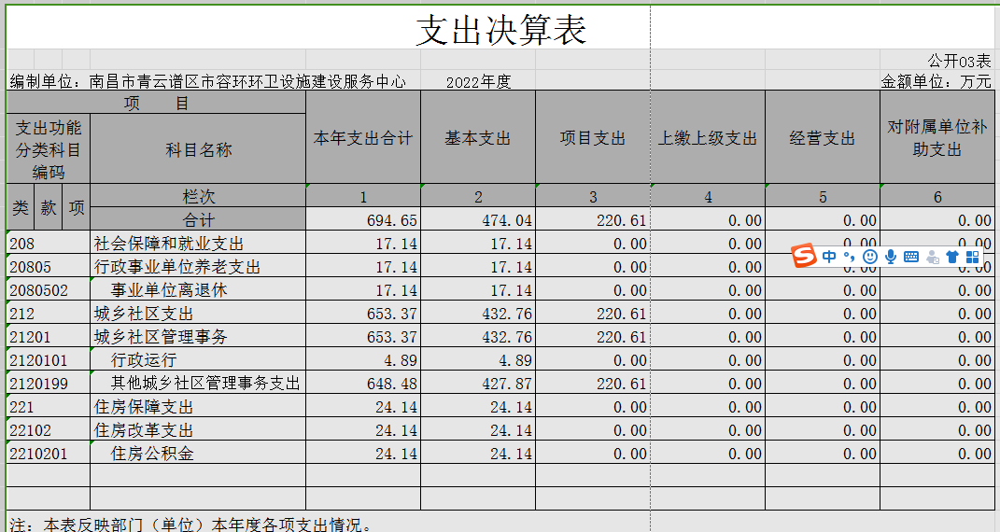 支出决算表
公开03表
编制单位：南昌市青云谱区市容环环卫设施建设服务中心 2022年度 金额单位：万元
项 目 本年支出合计 基本支出 项目支出 上缴上级支出 经营支出 对附属单位补助支出
支出功能分类科目编码 科目名称
类 款 项 栏次 1 2 3 4 5 6
合计 694.65 474.04 220.61 0.00 0.00 0.00
208 社会保障和就业支出 17.14 17.14 0.00 0.00 0.00 0.00
20805 行政事业单位养老支出 17.14 17.14 0.00 0.00
2080502 事业单位离退休 17.14 17.14 0.00 0.00 0.00 0.00
212 城乡社区支出 653.37 432.76 220.61 0.00 0.00 0.00
21201 城乡社区管理事务 653.37 432.76 220.61 0.00 0.00 0.00
2120101 行政运行 4.89 4.89 0.00 0.00 0.00 0.00
2120199 其他城乡社区管理事务支出 648.48 427.87 220.61 0.00 0.00 0.00
221 住房保障支出 24.14 24.14 0.00 0.00 0.00 0.00
22102 住房改革支出 24.14 24.14 0.00 0.00 0.00 0.00
2210201 住房公积金 24.14 24.14 0.00 0.00 0.00 0.00
注：本表反映部门（单位）本年度各项支出情况。
S 中